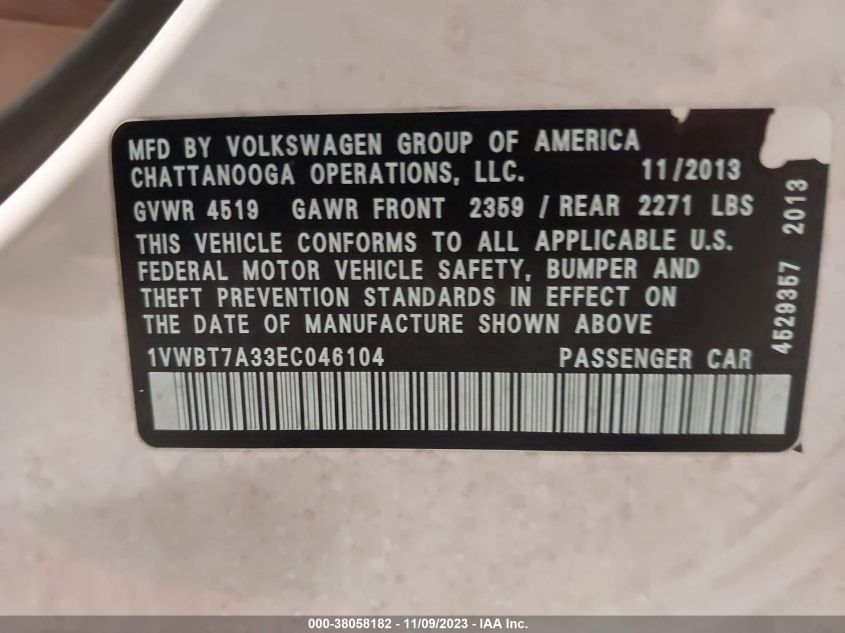 MFD BY VOLKSWAGEN GROUP OF AMERICA
CHATTANOOGA OPERATIONS, LLC. 11/2013
GVWR 4519 GAWR FRONT 2359 / REAR 2271 LBS
THIS VEHICLE CONFORMS TO ALL APPLICABLE U.S.
FEDERAL MOTOR VEHICLE SAFETY, BUMPER AND
THEFT PREVENTION STANDARDS IN EFFECT ON
THE DATE OF MANUFACTURE SHOWN ABOVE
1VWBT7A33EC046104 PASSENGER CAR
4529357 2013
000-38058182 - 11/09/2023 - IAA Inc.